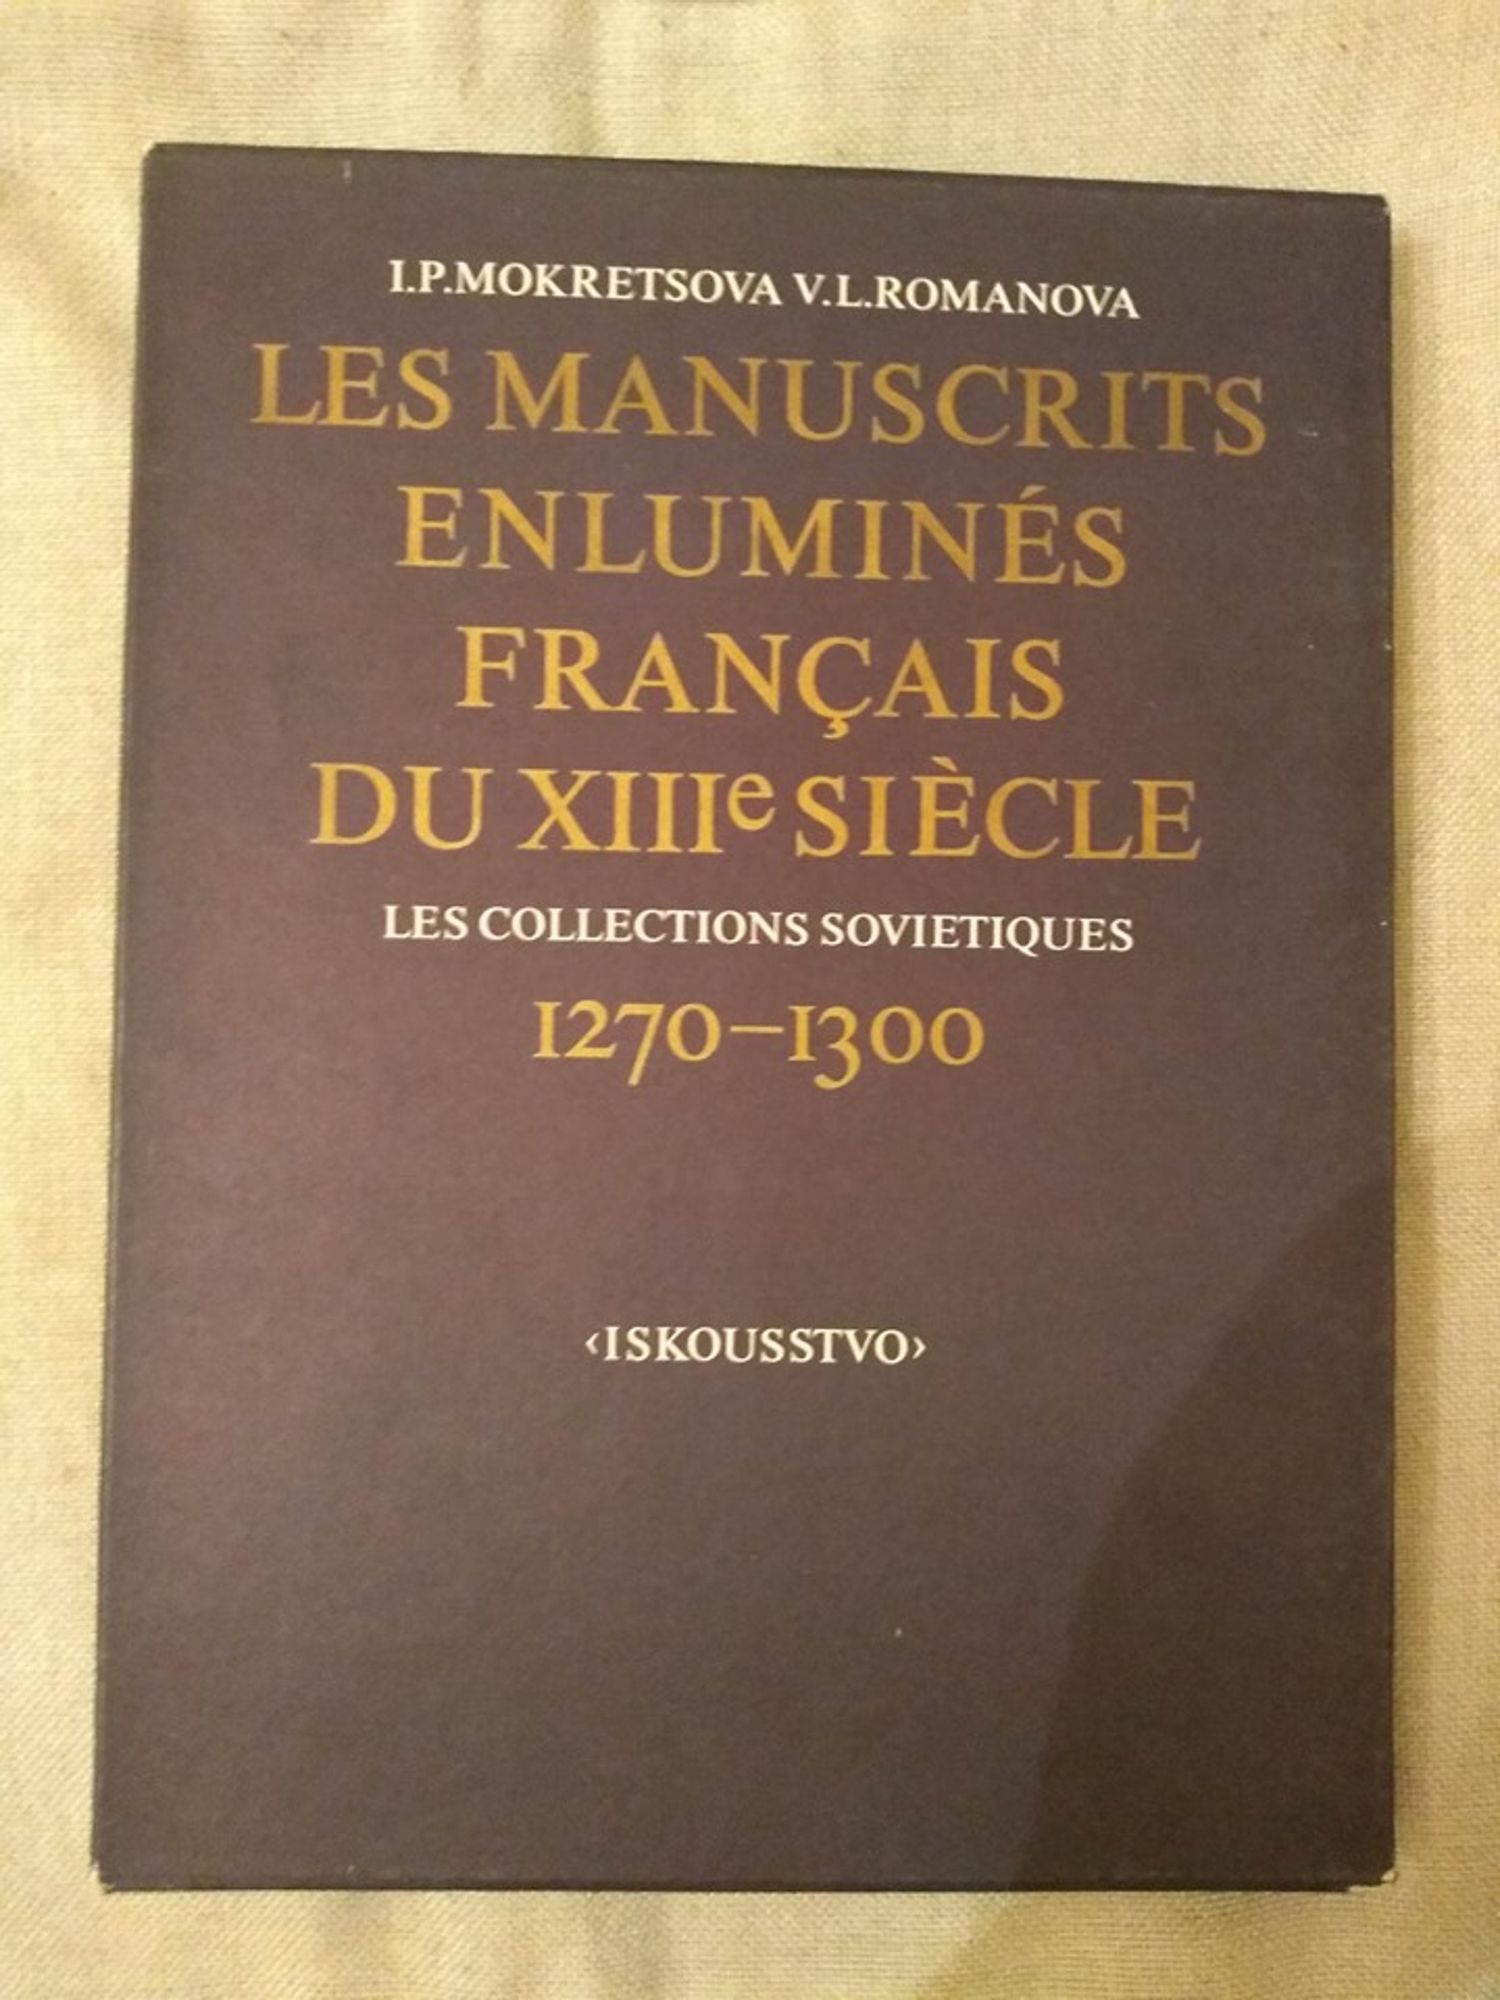 I.P.MOKRETSOVA V.L.ROMANOVA
LES MANUSCRITS
ENLUMINÉS
FRANÇAIS
DU XIIIe SIÈCLE
LES COLLECTIONS SOVIETIQUES
1270–1300
‹ISKOUSSTVO›